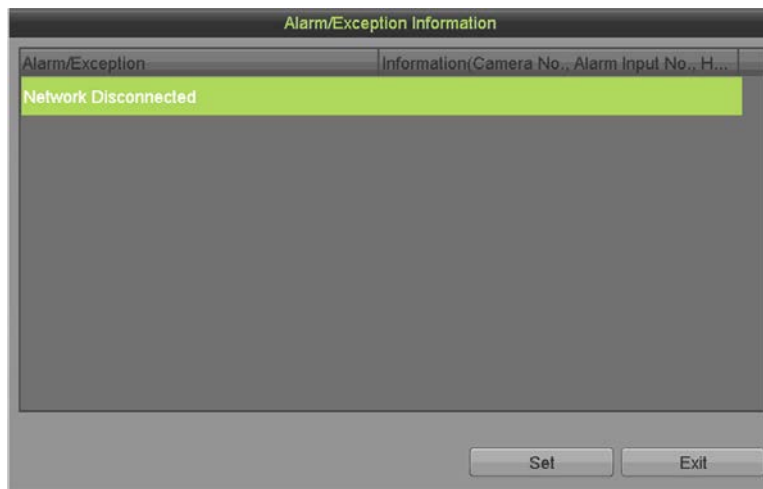 Alarm/Exception Information
Alarm/Exception Information(Camera No., Alarm Input No., H...
Network Disconnected
Set Exit